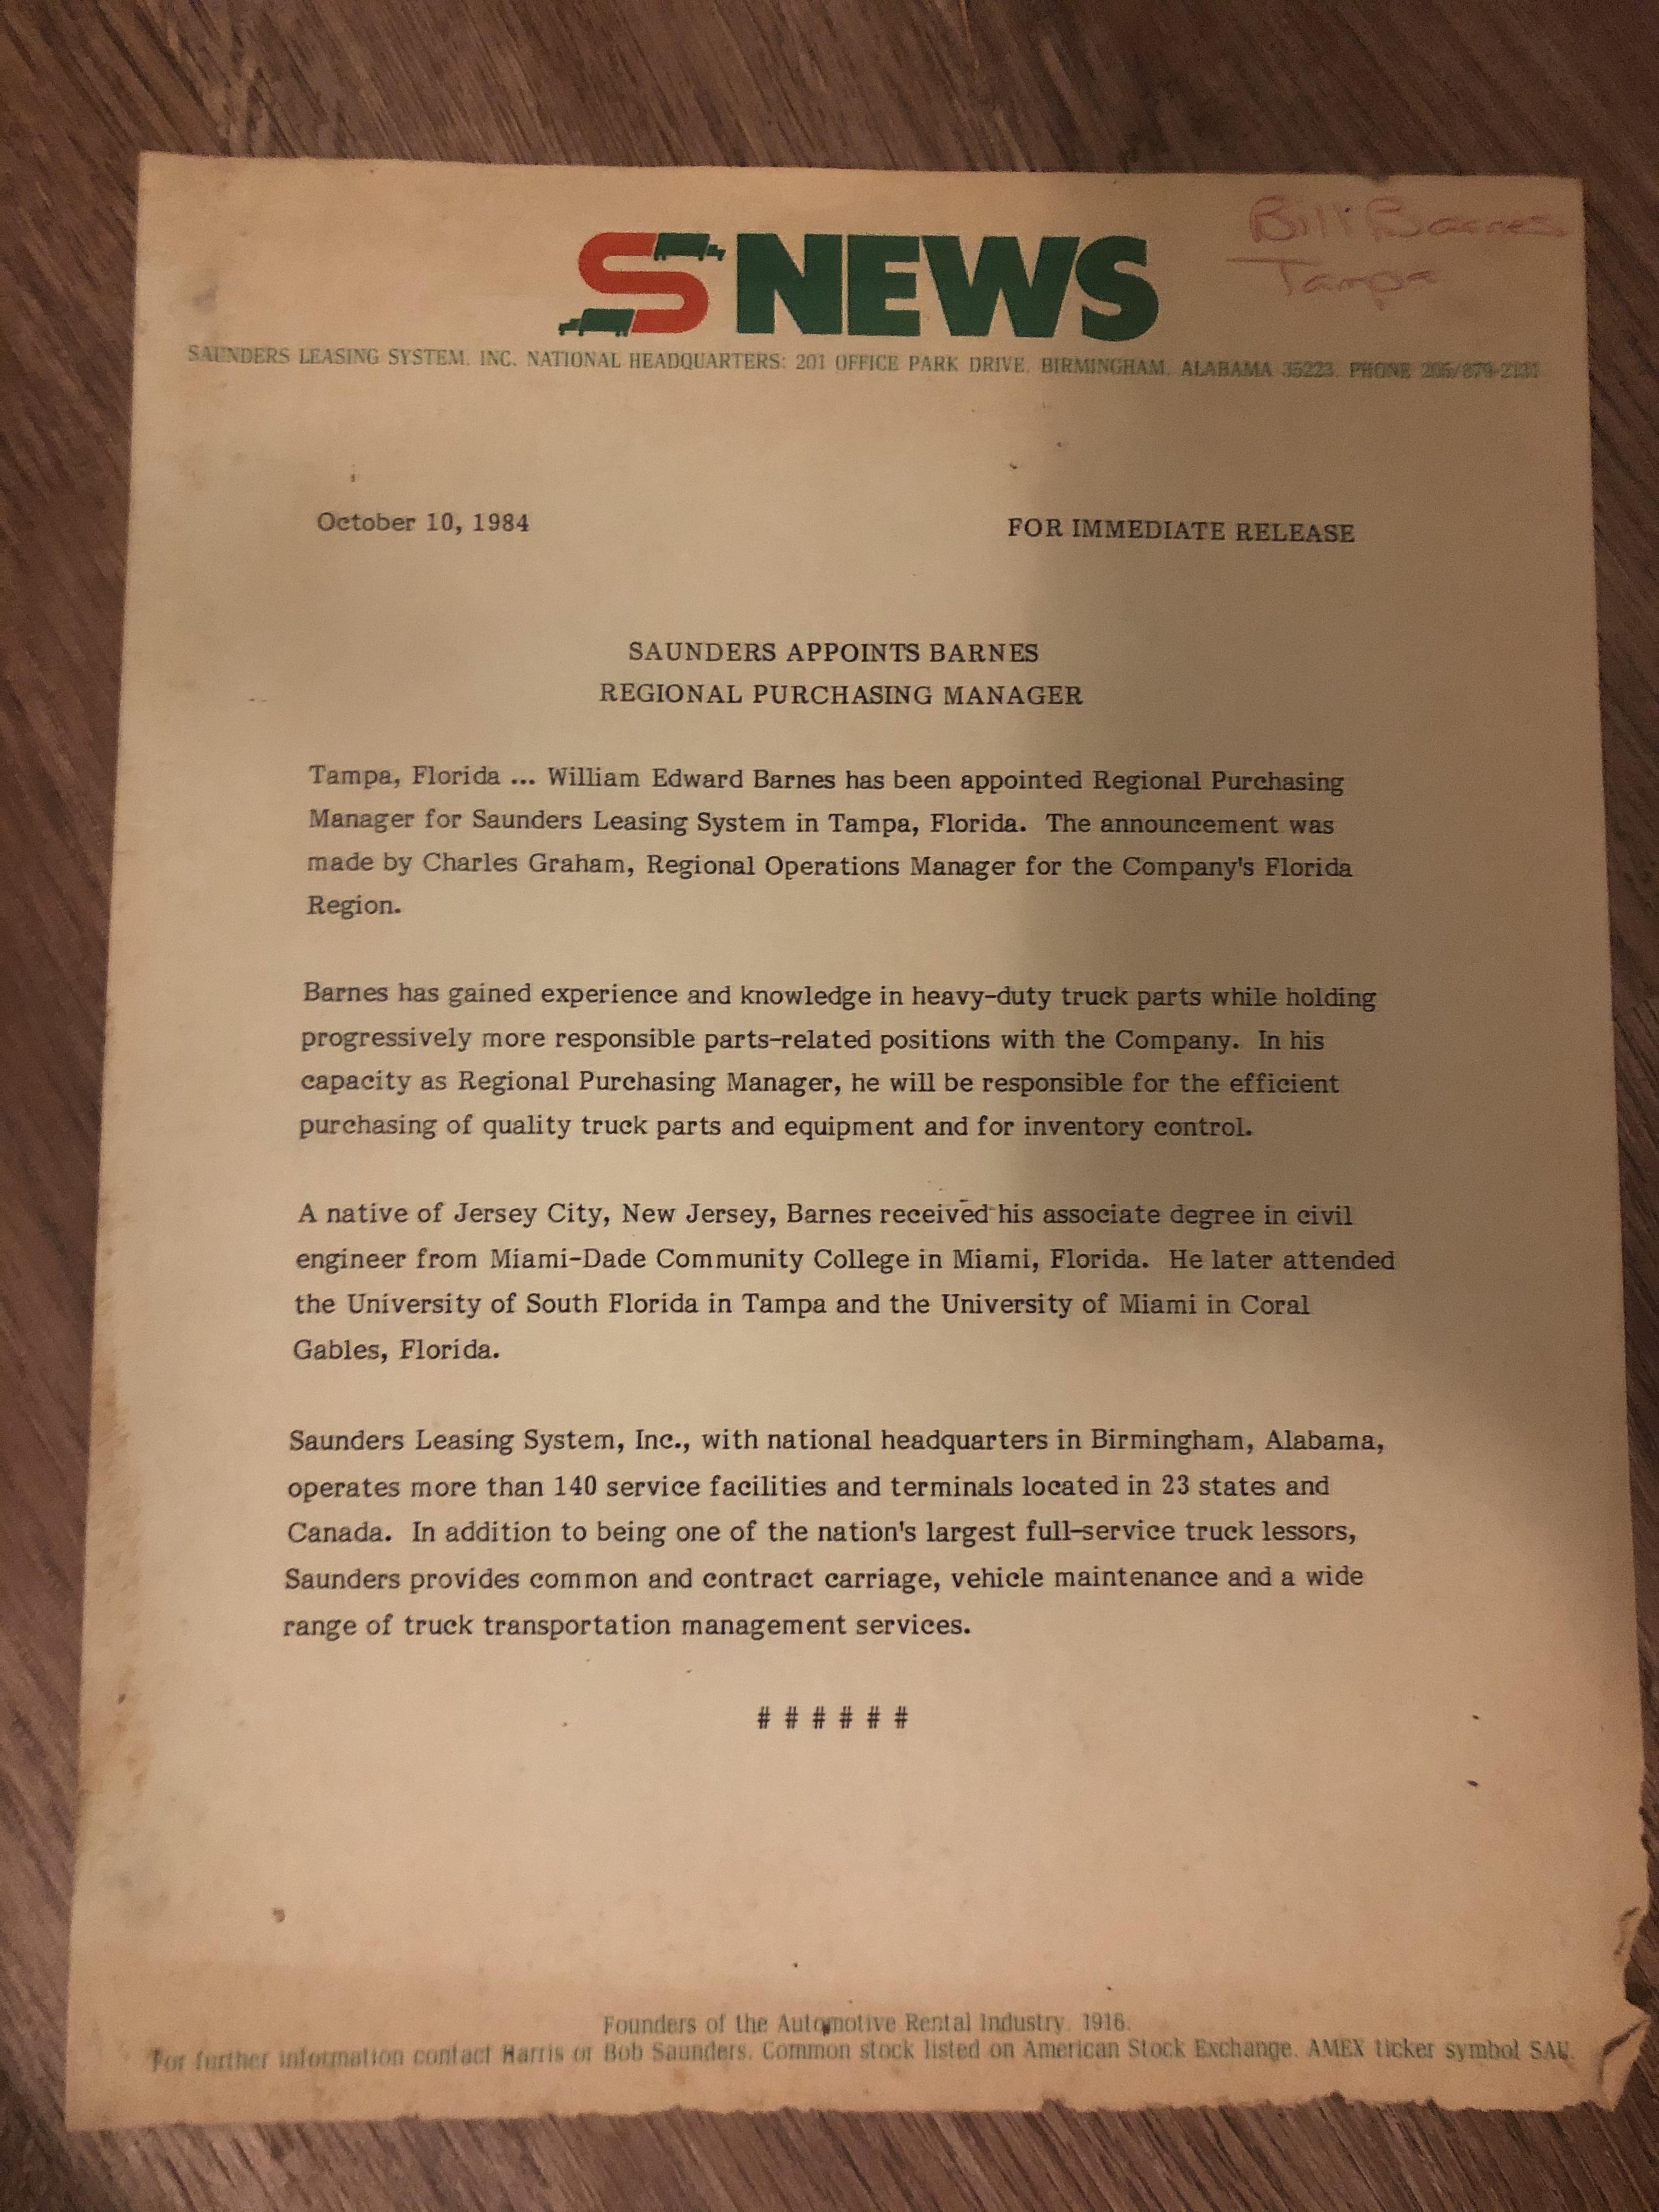 Bill Barnes
Tampa
S NEWS
SAUNDERS LEASING SYSTEM, INC. NATIONAL HEADQUARTERS: 201 OFFICE PARK DRIVE, BIRMINGHAM, ALABAMA 35223. PHONE 205/879-2131
October 10, 1984 FOR IMMEDIATE RELEASE
SAUNDERS APPOINTS BARNES
REGIONAL PURCHASING MANAGER
Tampa, Florida ... William Edward Barnes has been appointed Regional Purchasing
Manager for Saunders Leasing System in Tampa, Florida. The announcement was
made by Charles Graham, Regional Operations Manager for the Company's Florida
Region.
Barnes has gained experience and knowledge in heavy-duty truck parts while holding
progressively more responsible parts-related positions with the Company. In his
capacity as Regional Purchasing Manager, he will be responsible for the efficient
purchasing of quality truck parts and equipment and for inventory control.
A native of Jersey City, New Jersey, Barnes received his associate degree in civil
engineer from Miami-Dade Community College in Miami, Florida. He later attended
the University of South Florida in Tampa and the University of Miami in Coral
Gables, Florida.
Saunders Leasing System, Inc., with national headquarters in Birmingham, Alabama,
operates more than 140 service facilities and terminals located in 23 states and
Canada. In addition to being one of the nation's largest full-service truck lessors,
Saunders provides common and contract carriage, vehicle maintenance and a wide
range of truck transportation management services.
# # # # # #
Founders of the Automotive Rental Industry, 1916.
For further information contact Harris or Bob Saunders. Common stock listed on American Stock Exchange. AMEX ticker symbol SAU.